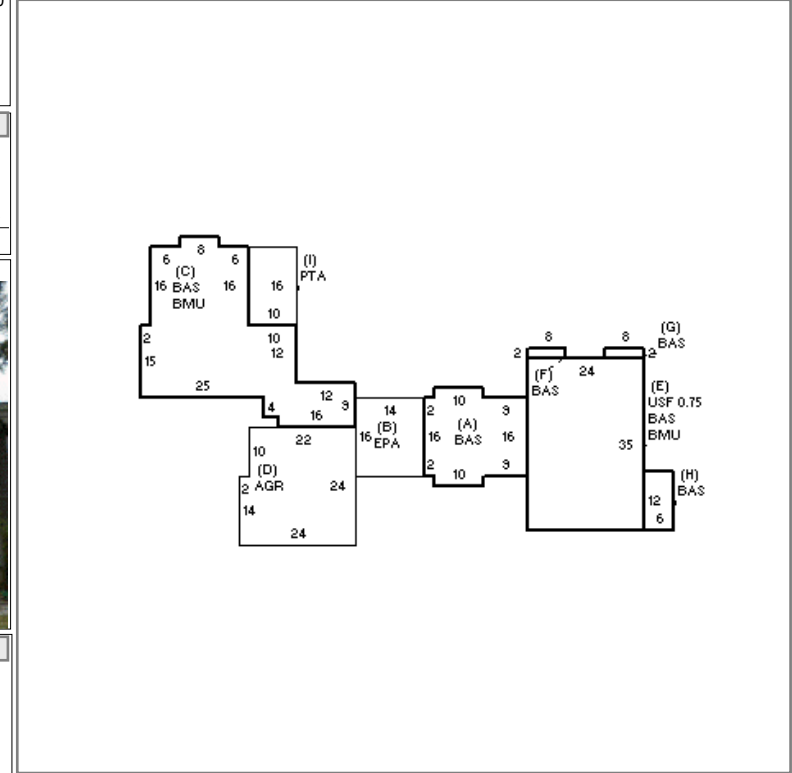 8
6
6
(C)
BAS
BMU
16
16
(I)
PTA
16
10
2
15
10
12
25
4
12
16
9
14
(B)
EPA
16
2
10
9
(A)
BAS
16
16
2
10
9
22
10
(D)
AGR
2
14
24
24
8
8
(G)
BAS
2
2
24
(F)
BAS
(E)
USF 0.75
BAS
BMU
35
(H)
BAS
12
6